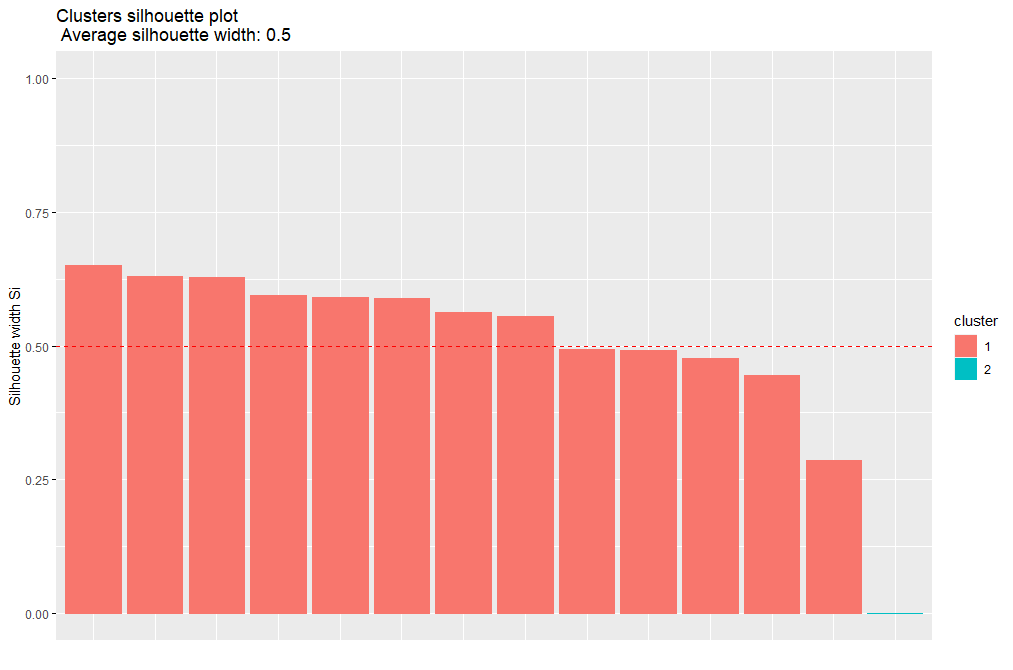 Clusters silhouette plot
Average silhouette width: 0.5
1.00
0.75
0.50
0.25
0.00
Silhouette width Si
cluster
1
2